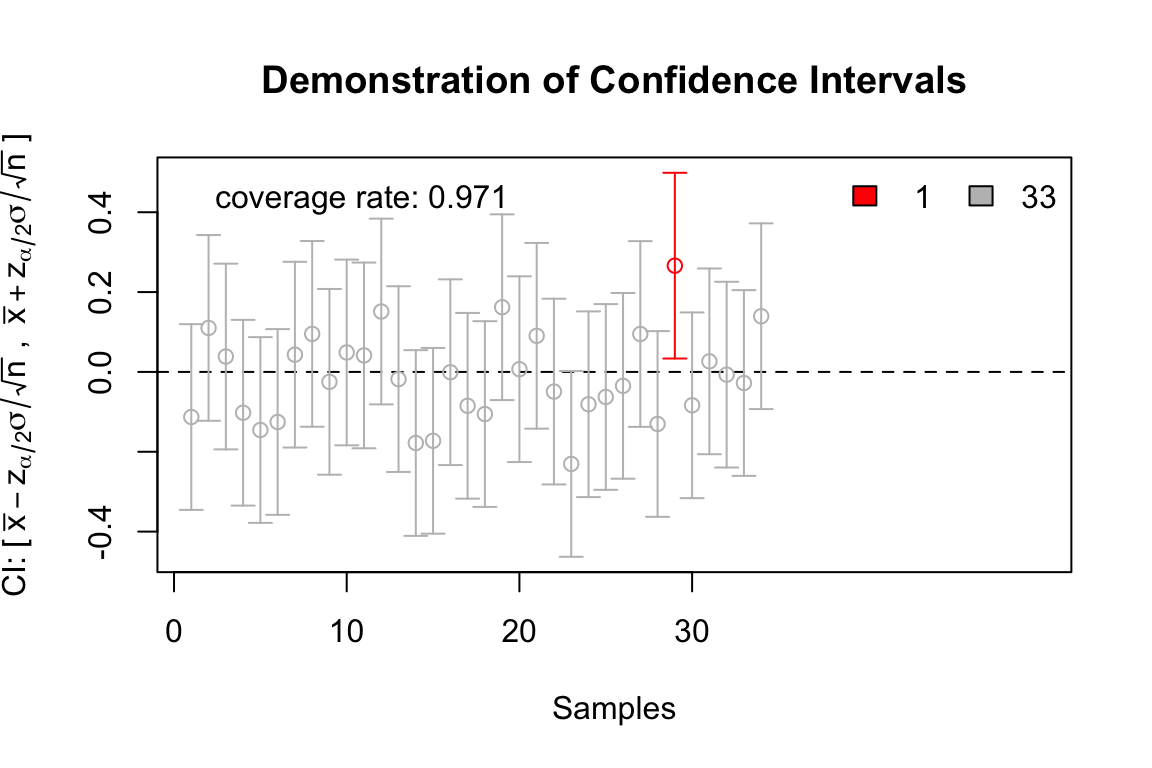 Demonstration of Confidence Intervals
CI: [ x̅ − zα/2σ/√n , x̅ + zα/2σ/√n ]
coverage rate: 0.971
1
33
0.4
0.2
0.0
-0.4
0
10
20
30
Samples